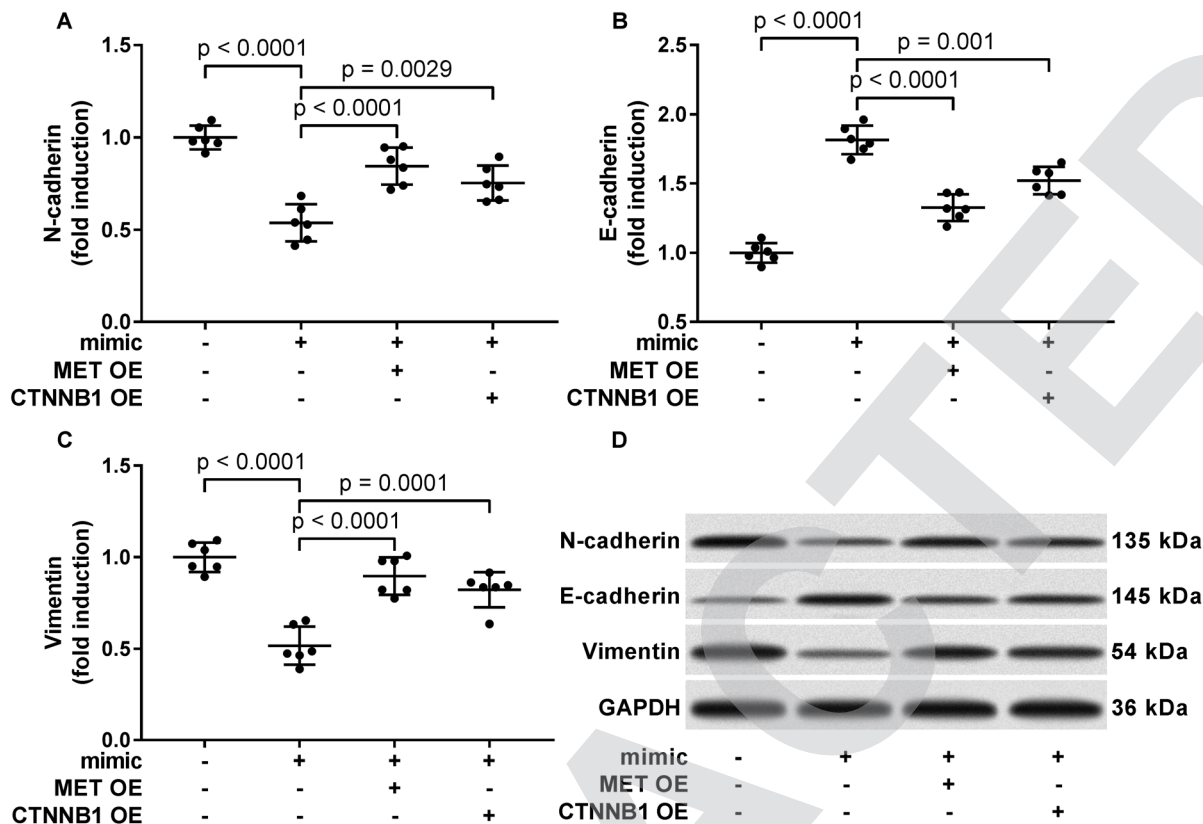 A
N-cadherin
(fold induction)
1.5
1.0
0.5
0.0
p < 0.0001
p = 0.0029
p < 0.0001
mimic - + + +
MET OE - - + -
CTNNB1 OE - - - +
B
E-cadherin
(fold induction)
2.5
2.0
1.5
1.0
0.5
p < 0.0001
p = 0.001
p < 0.0001
mimic - + + +
MET OE - - + -
CTNNB1 OE - - - +
C
Vimentin
(fold induction)
1.5
1.0
0.5
0.0
p < 0.0001
p = 0.0001
p < 0.0001
mimic - + + +
MET OE - - + -
CTNNB1 OE - - - +
D
N-cadherin 135 kDa
E-cadherin 145 kDa
Vimentin 54 kDa
GAPDH 36 kDa
mimic - + + +
MET OE - - + -
CTNNB1 OE - - - +